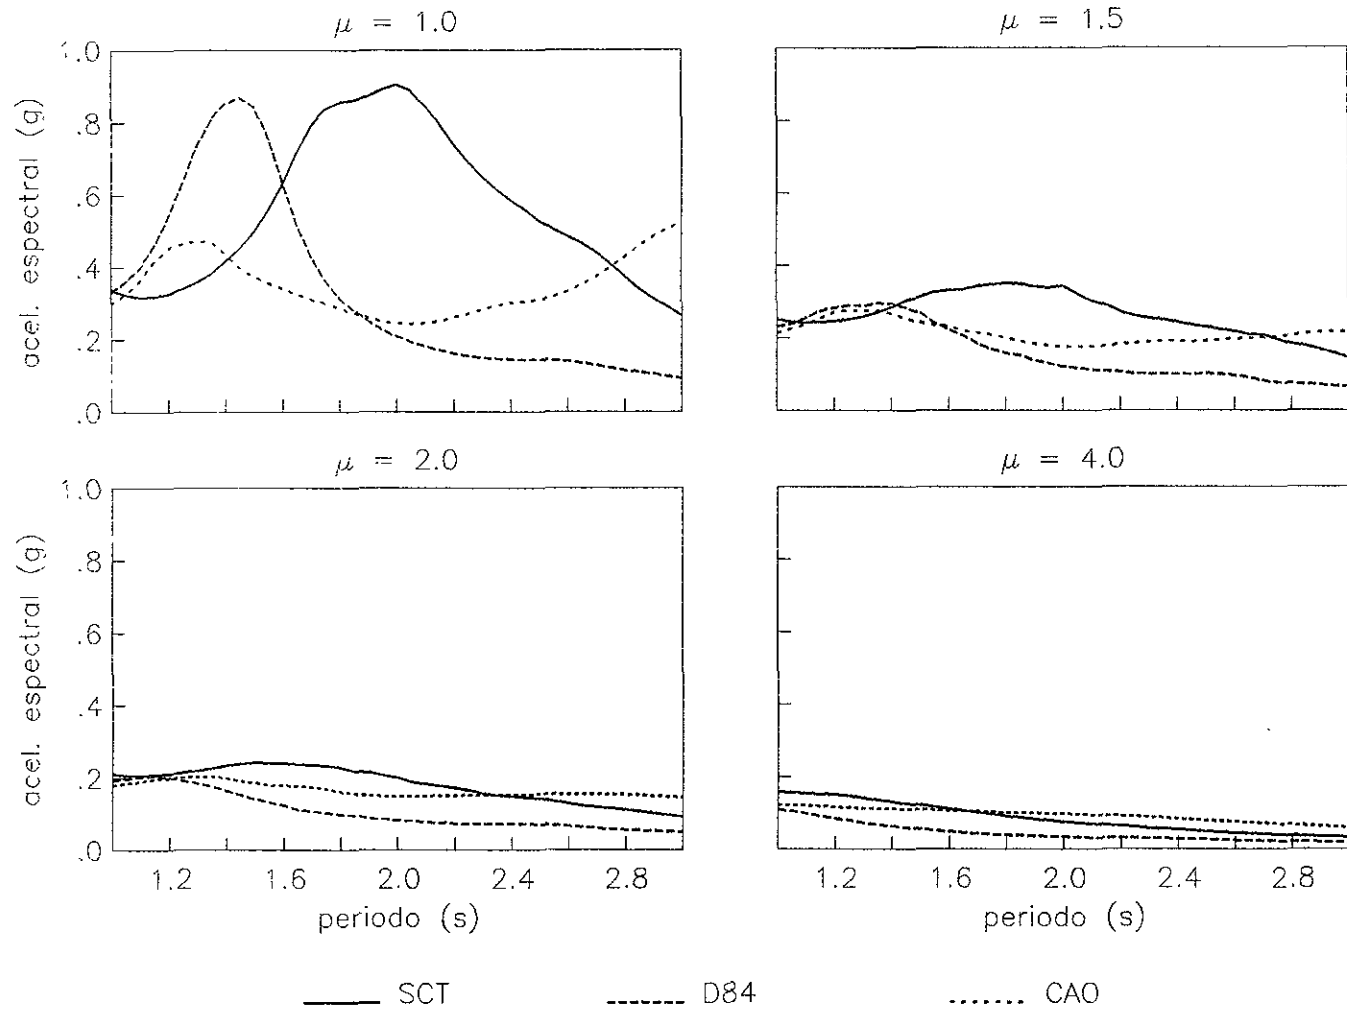 μ = 1.0
μ = 1.5
1.0
.8
.6
.4
.2
.0
acel. espectral (g)
μ = 2.0
μ = 4.0
1.0
.8
.6
.4
.2
.0
acel. espectral (g)
1.2 1.6 2.0 2.4 2.8
1.2 1.6 2.0 2.4 2.8
periodo (s)
periodo (s)
SCT D84 CAO